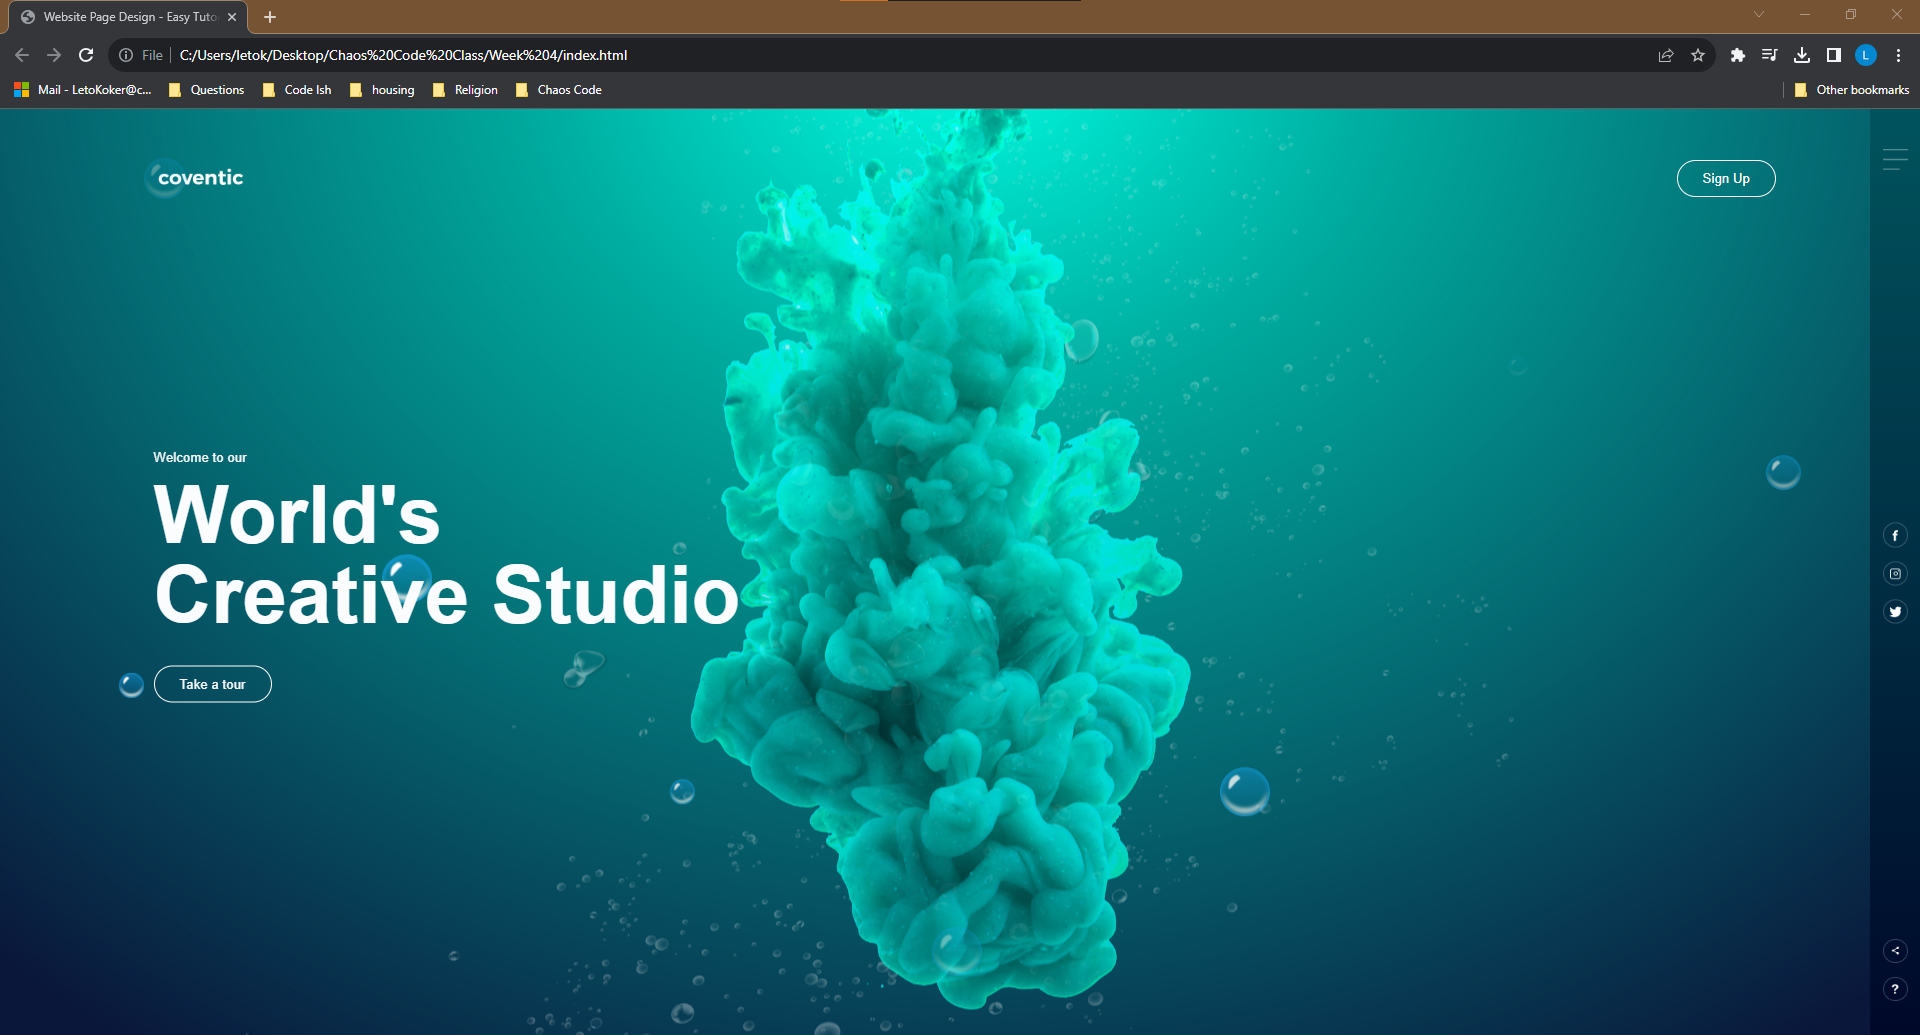 Website Page Design - Easy Tuto
File
C:/Users/letok/Desktop/Chaos%20Code%20Class/Week%204/index.html
L
Mail - LetoKoker@c...
Questions
Code Ish
housing
Religion
Chaos Code
Other bookmarks
coventic
Sign Up
Welcome to our
World's
Creative Studio
Take a tour
?